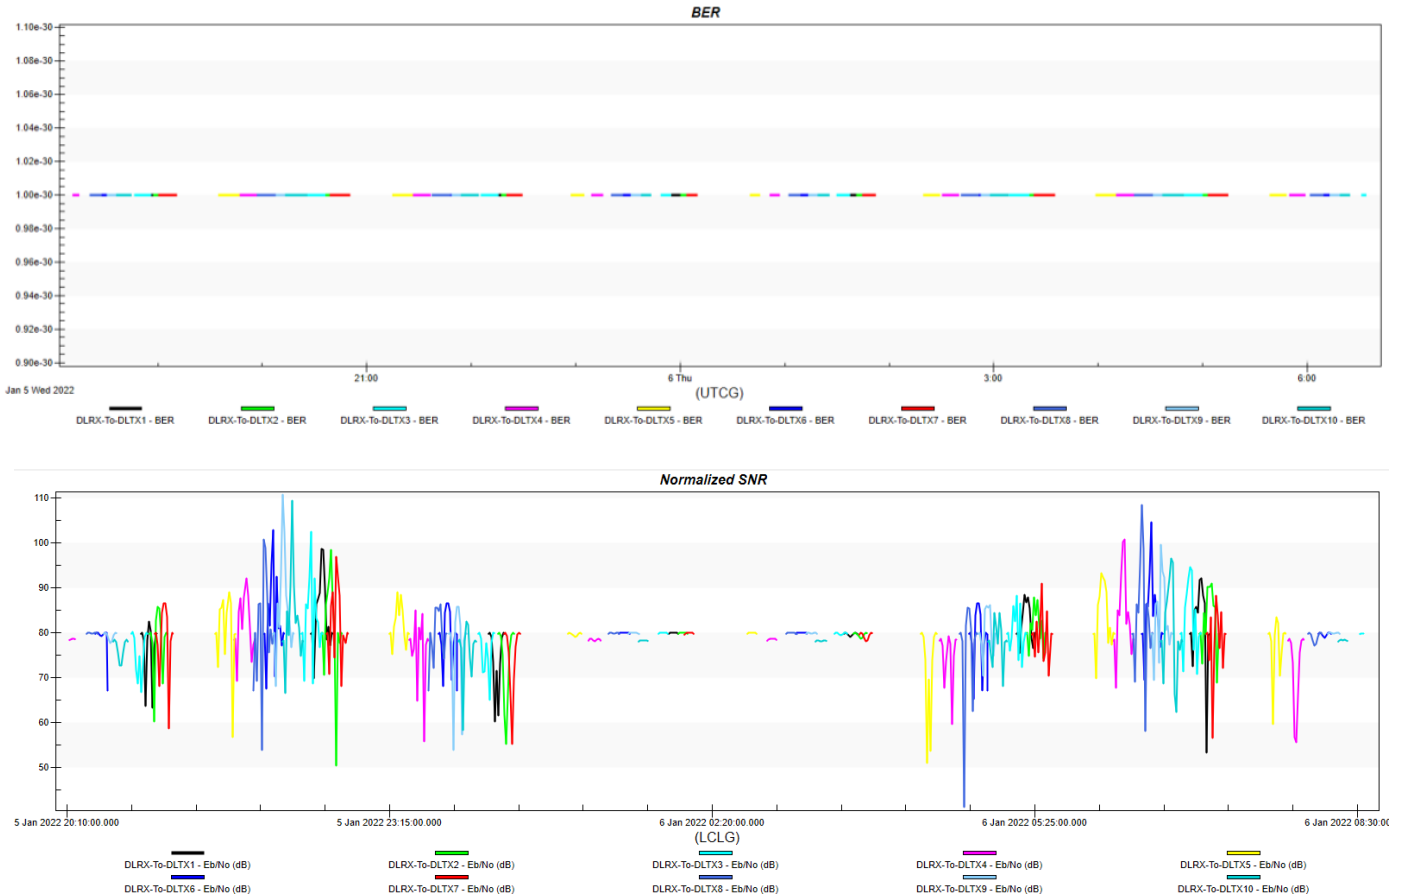 BER
1.10e-30
1.08e-30
1.06e-30
1.04e-30
1.02e-30
1.00e-30
0.98e-30
0.96e-30
0.94e-30
0.92e-30
0.90e-30
21:00 6 Thu 3:00 6:00
Jan 5 Wed 2022
(UTCG)
DLRX-To-DLTX1 - BER DLRX-To-DLTX2 - BER DLRX-To-DLTX3 - BER DLRX-To-DLTX4 - BER DLRX-To-DLTX5 - BER DLRX-To-DLTX6 - BER DLRX-To-DLTX7 - BER DLRX-To-DLTX8 - BER DLRX-To-DLTX9 - BER DLRX-To-DLTX10 - BER
Normalized SNR
110
100
90
80
70
60
50
5 Jan 2022 20:10:00.000 5 Jan 2022 23:15:00.000 6 Jan 2022 02:20:00.000 6 Jan 2022 05:25:00.000 6 Jan 2022 08:30:00
(LCLG)
DLRX-To-DLTX1 - Eb/No (dB) DLRX-To-DLTX2 - Eb/No (dB) DLRX-To-DLTX3 - Eb/No (dB) DLRX-To-DLTX4 - Eb/No (dB) DLRX-To-DLTX5 - Eb/No (dB)
DLRX-To-DLTX6 - Eb/No (dB) DLRX-To-DLTX7 - Eb/No (dB) DLRX-To-DLTX8 - Eb/No (dB) DLRX-To-DLTX9 - Eb/No (dB) DLRX-To-DLTX10 - Eb/No (dB)